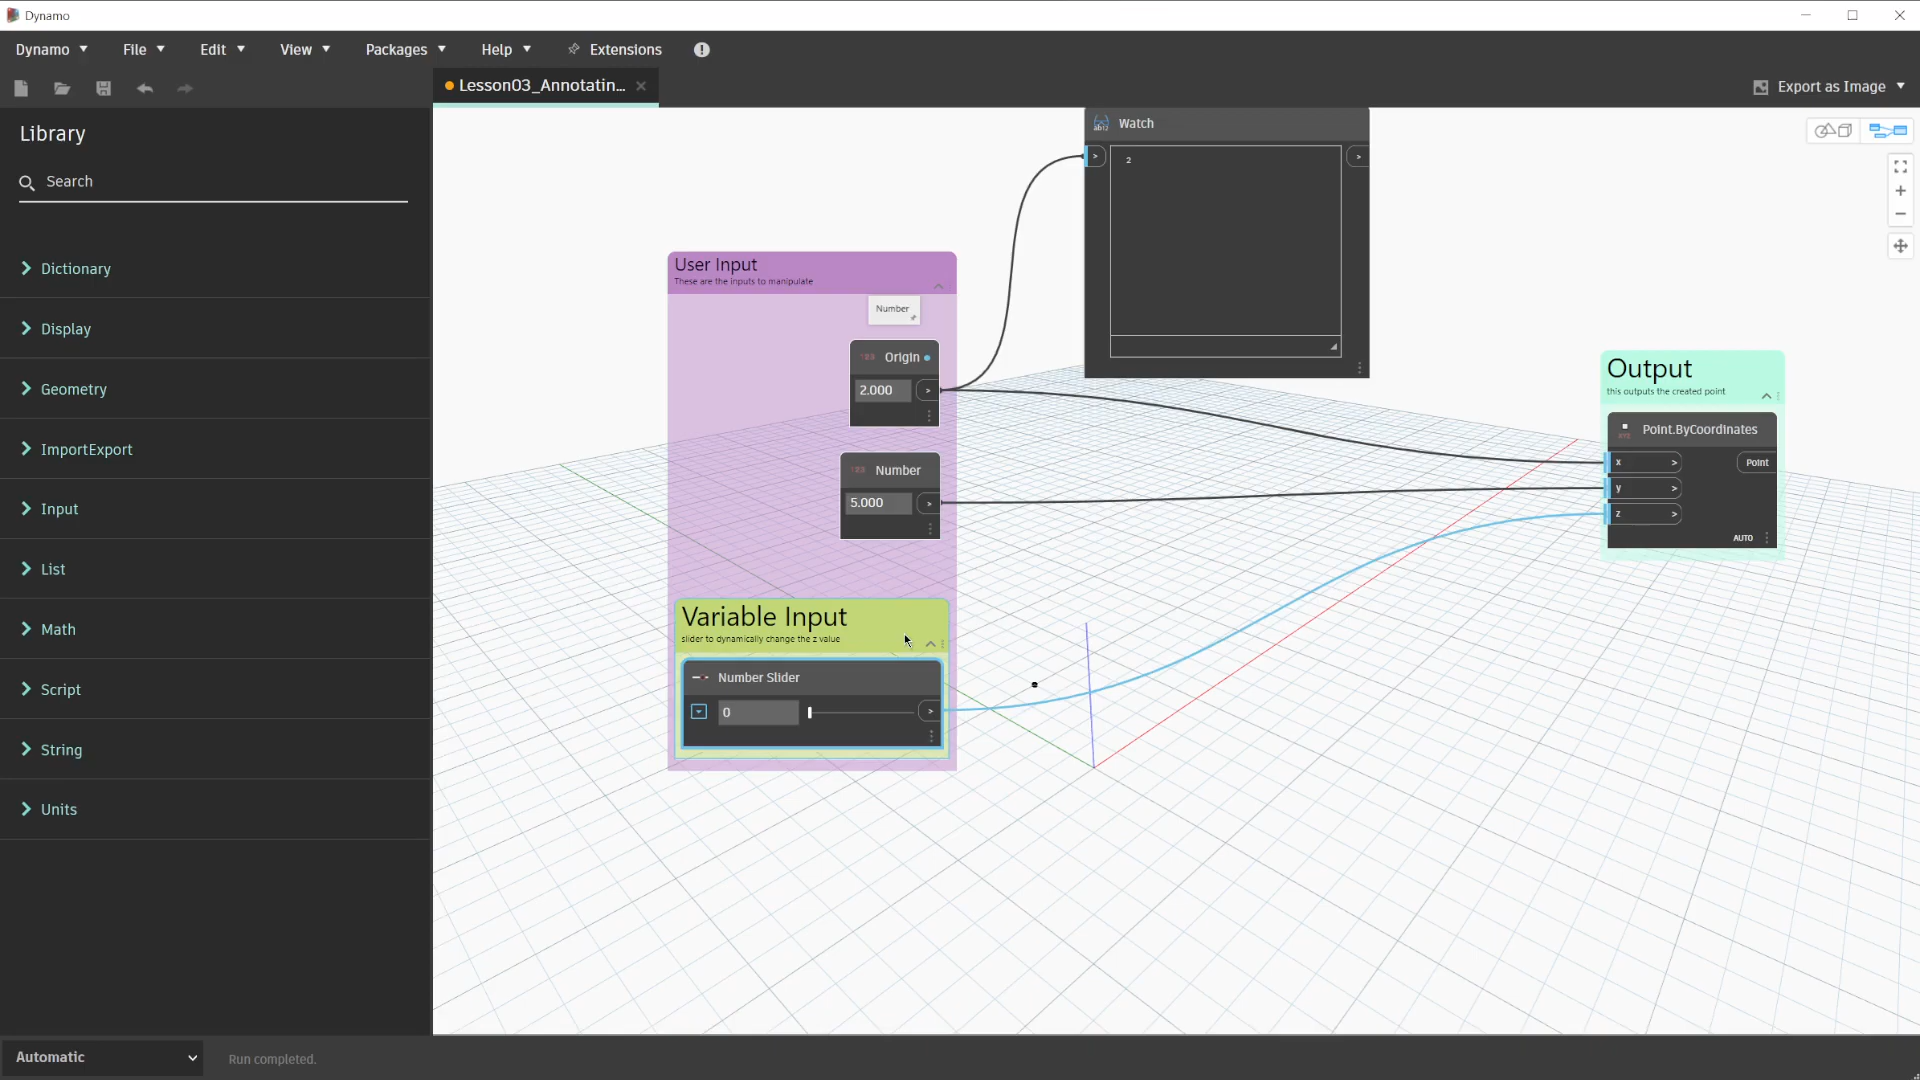 Dynamo
Dynamo File Edit View Packages Help Extensions
Lesson03_Annotatin...
Export as Image
Library
Search
Dictionary
Display
Geometry
ImportExport
Input
List
Math
Script
String
Units
Watch
>
2
>
User Input
These are the inputs to manipulate
Number
123 Origin
2.000 >
123 Number
5.000 >
Variable Input
slider to dynamically change the z value
Number Slider
0 >
Output
this outputs the created point
Point.ByCoordinates
x > Point
y >
z >
AUTO
Automatic
Run completed.